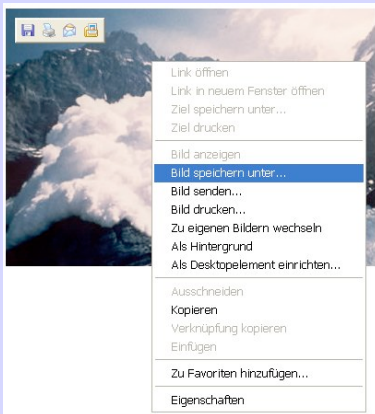 Link öffnen
Link in neuem Fenster öffnen
Ziel speichern unter...
Ziel drucken
Bild anzeigen
Bild speichern unter...
Bild senden...
Bild drucken...
Zu eigenen Bildern wechseln
Als Hintergrund
Als Desktopelement einrichten...
Ausschneiden
Kopieren
Verknüpfung kopieren
Einfügen
Zu Favoriten hinzufügen...
Eigenschaften